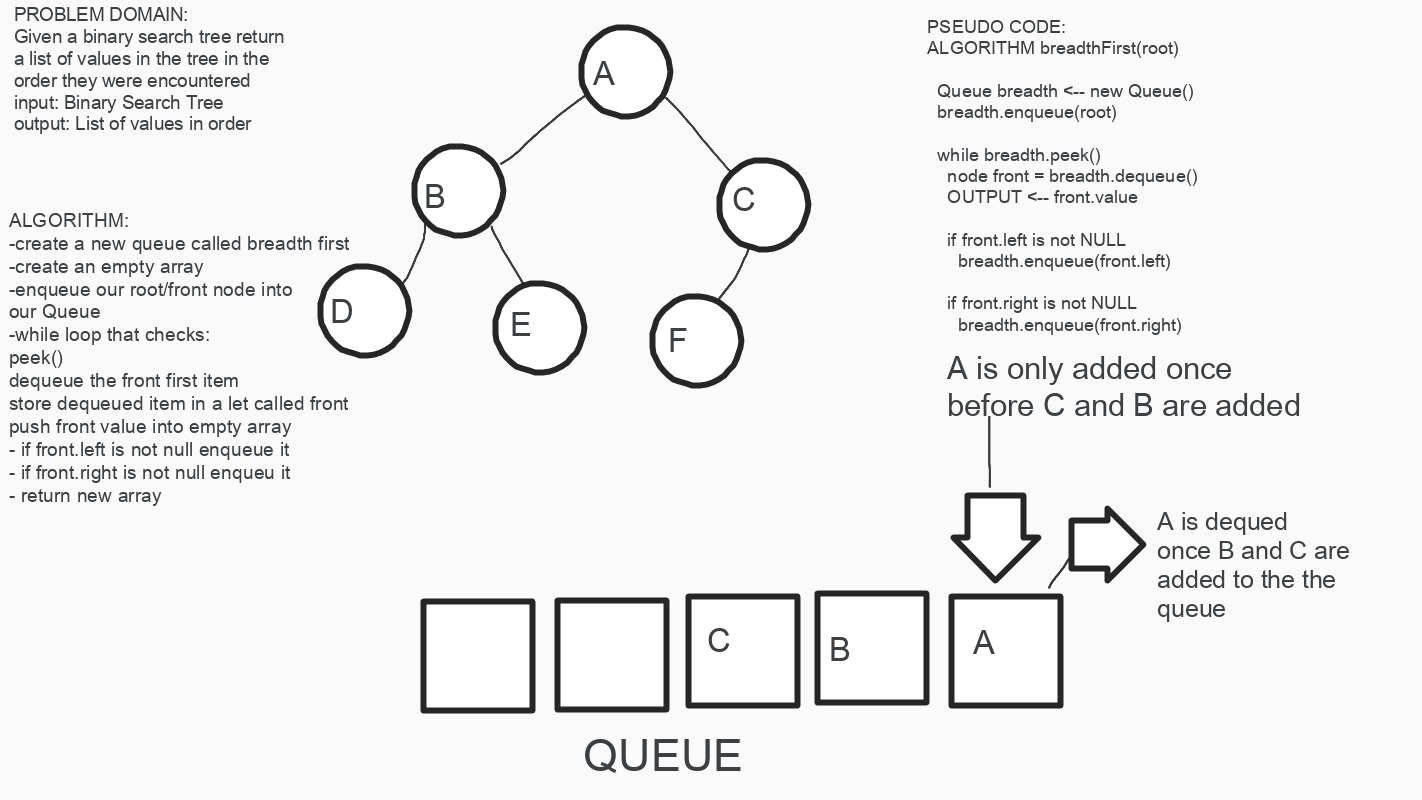 PROBLEM DOMAIN:
Given a binary search tree return
a list of values in the tree in the
order they were encountered
input: Binary Search Tree
output: List of values in order
ALGORITHM:
-create a new queue called breadth first
-create an empty array
-enqueue our root/front node into
our Queue
-while loop that checks:
peek()
dequeue the front first item
store dequeued item in a let called front
push front value into empty array
- if front.left is not null enqueue it
- if front.right is not null enqueu it
- return new array
A
B
C
D
E
F
PSEUDO CODE:
ALGORITHM breadthFirst(root)
Queue breadth <-- new Queue()
breadth.enqueue(root)
while breadth.peek()
node front = breadth.dequeue()
OUTPUT <-- front.value
if front.left is not NULL
breadth.enqueue(front.left)
if front.right is not NULL
breadth.enqueue(front.right)
A is only added once
before C and B are added
A is dequed
once B and C are
added to the the
queue
C
B
A
QUEUE